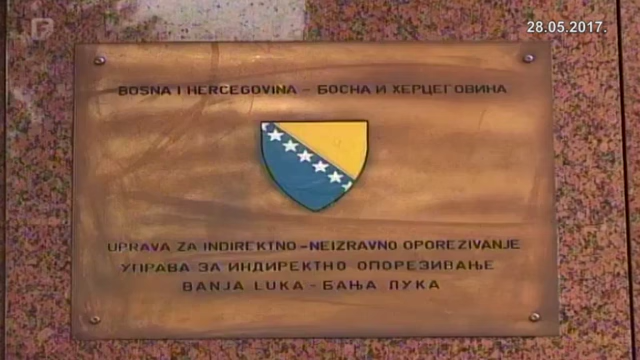 28.05.2017.
BOSNA I HERCEGOVINA - БОСНА И ХЕРЦЕГОВИНА
UPRAVA ZA INDIREKTNO-NEIZRAVNO OPOREZIVANJE
УПРАВА ЗА ИНДИРЕКТНО ОПОРЕЗИВАЊЕ
BANJA LUKA - БАЊА ЛУКА